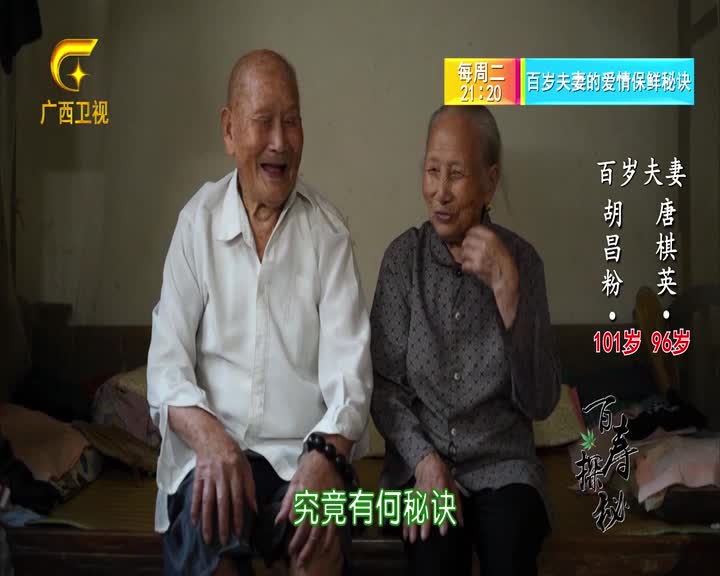 广西卫视
每周二
21:20
百岁夫妻的爱情保鲜秘诀
百岁夫妻
胡昌粉·101岁
唐棋英·96岁
百寿探秘
究竟有何秘诀